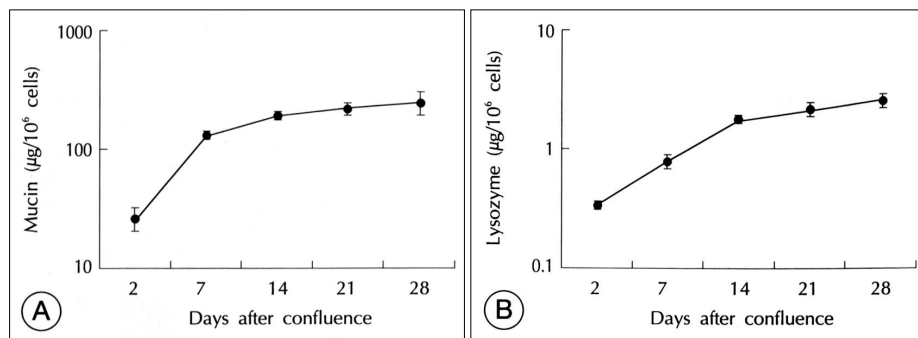 1000
100
10
Mucin (μg/10⁶ cells)
2 7 14 21 28
Days after confluence
A
10
1
0.1
Lysozyme (μg/10⁶ cells)
2 7 14 21 28
Days after confluence
B